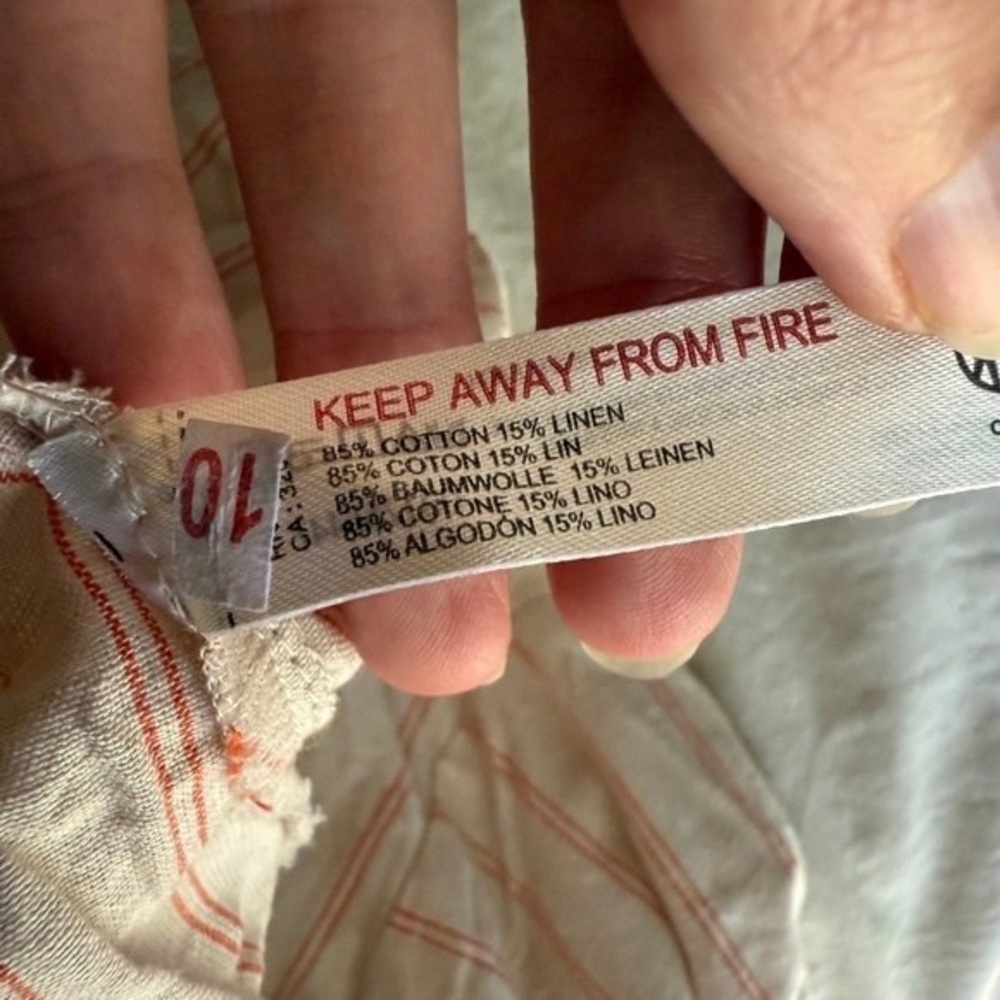 KEEP AWAY FROM FIRE
85% COTTON 15% LINEN
85% COTON 15% LIN
85% BAUMWOLLE 15% LEINEN
85% COTONE 15% LINO
85% ALGODÓN 15% LINO
10
CA: